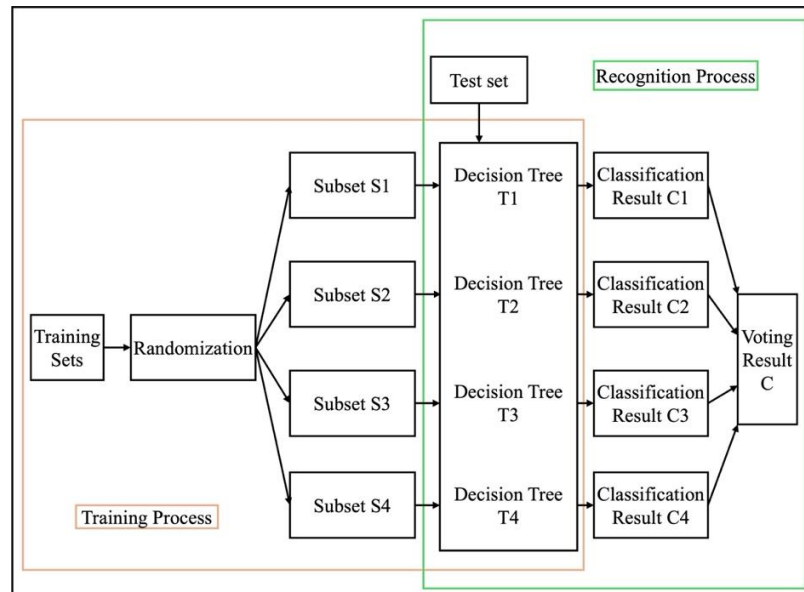 Recognition Process
Test set
Subset S1
Decision Tree
T1
Classification
Result C1
Subset S2
Decision Tree
T2
Classification
Result C2
Training
Sets
Randomization
Voting
Result
C
Subset S3
Decision Tree
T3
Classification
Result C3
Subset S4
Decision Tree
T4
Classification
Result C4
Training Process